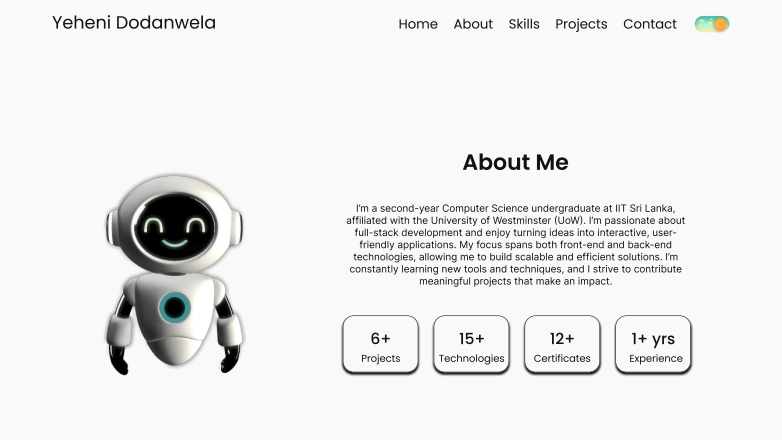 Yeheni Dodanwela
Home About Skills Projects Contact
About Me
I'm a second-year Computer Science undergraduate at IIT Sri Lanka,
affiliated with the University of Westminster (UoW). I'm passionate about
full-stack development and enjoy turning ideas into interactive, user-
friendly applications. My focus spans both front-end and back-end
technologies, allowing me to build scalable and efficient solutions. I'm
constantly learning new tools and techniques, and I strive to contribute
meaningful projects that make an impact.
6+
Projects
15+
Technologies
12+
Certificates
1+ yrs
Experience